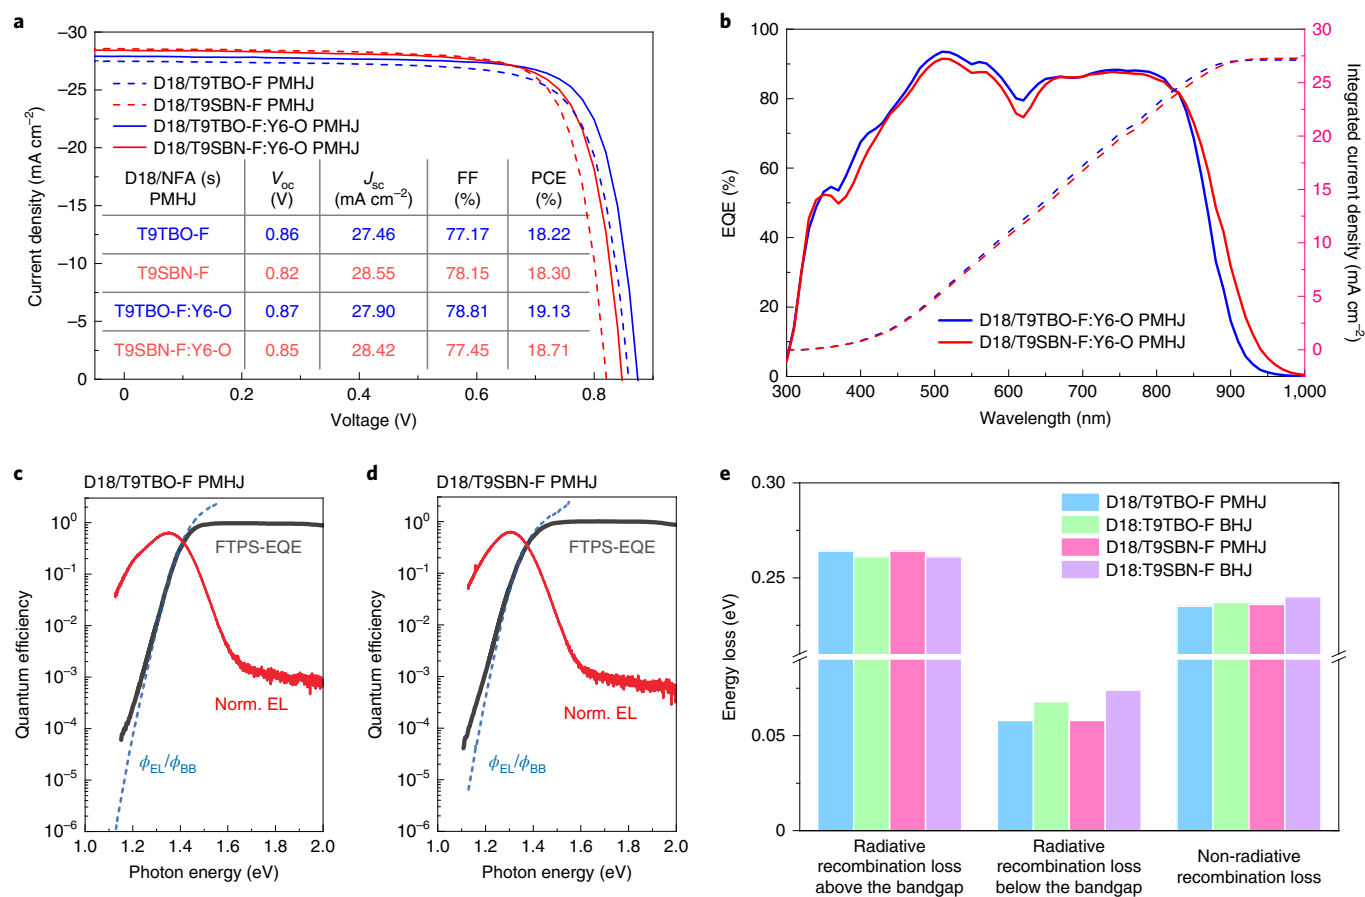 a
−30
−25
−20
−15
−10
−5
0
Current density (mA cm−2)
D18/T9TBO-F PMHJ
D18/T9SBN-F PMHJ
D18/T9TBO-F:Y6-O PMHJ
D18/T9SBN-F:Y6-O PMHJ
D18/NFA (s) PMHJ Voc (V) Jsc (mA cm−2) FF (%) PCE (%)
T9TBO-F 0.86 27.46 77.17 18.22
T9SBN-F 0.82 28.55 78.15 18.30
T9TBO-F:Y6-O 0.87 27.90 78.81 19.13
T9SBN-F:Y6-O 0.85 28.42 77.45 18.71
0 0.2 0.4 0.6 0.8
Voltage (V)
b
100
80
60
40
20
0
EQE (%)
30
25
20
15
10
5
0
Integrated current density (mA cm−2)
D18/T9TBO-F:Y6-O PMHJ
D18/T9SBN-F:Y6-O PMHJ
300 400 500 600 700 800 900 1,000
Wavelength (nm)
c
D18/T9TBO-F PMHJ
10^0
10^−1
10^−2
10^−3
10^−4
10^−5
10^−6
Quantum efficiency
FTPS-EQE
Norm. EL
ϕEL/ϕBB
1.0 1.2 1.4 1.6 1.8 2.0
Photon energy (eV)
d
D18/T9SBN-F PMHJ
10^0
10^−1
10^−2
10^−3
10^−4
10^−5
10^−6
Quantum efficiency
FTPS-EQE
Norm. EL
ϕEL/ϕBB
1.0 1.2 1.4 1.6 1.8 2.0
Photon energy (eV)
e
0.30
0.25
0.05
0
Energy loss (eV)
D18/T9TBO-F PMHJ
D18:T9TBO-F BHJ
D18/T9SBN-F PMHJ
D18:T9SBN-F BHJ
Radiative
recombination loss
above the bandgap
Radiative
recombination loss
below the bandgap
Non-radiative
recombination loss